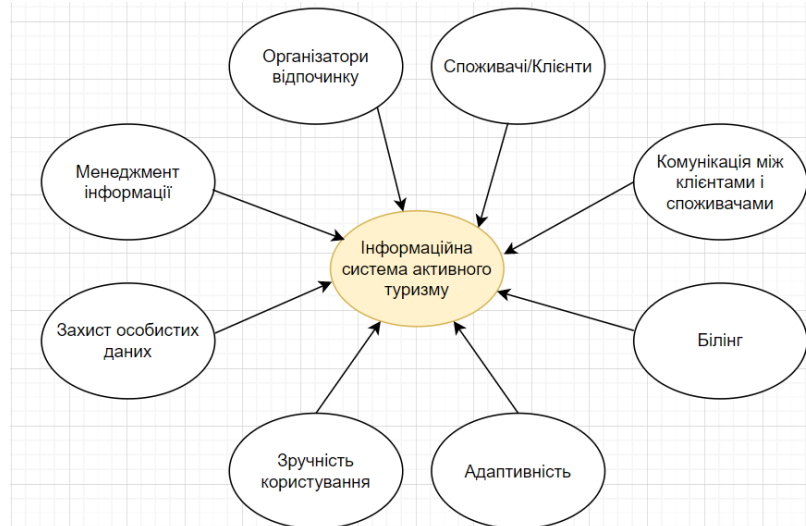 Організатори
відпочинку
Споживачі/Клієнти
Менеджмент
інформації
Комунікація між
клієнтами і
споживачами
Інформаційна
система активного
туризму
Захист особистих
даних
Білінг
Зручність
користування
Адаптивність